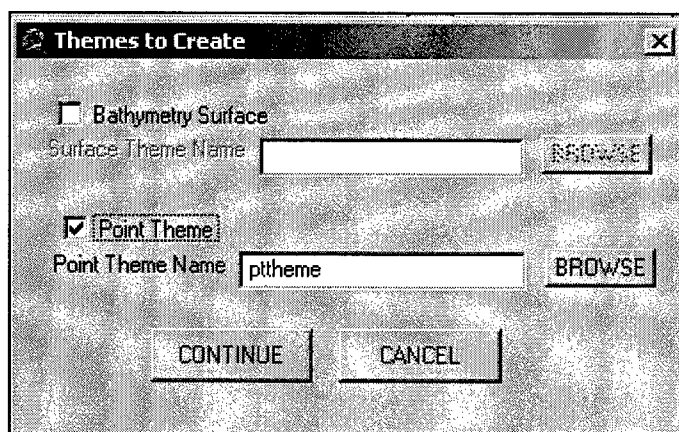 Themes to Create
Bathymetry Surface
Surface Theme Name BROWSE
Point Theme
Point Theme Name pttheme BROWSE
CONTINUE CANCEL